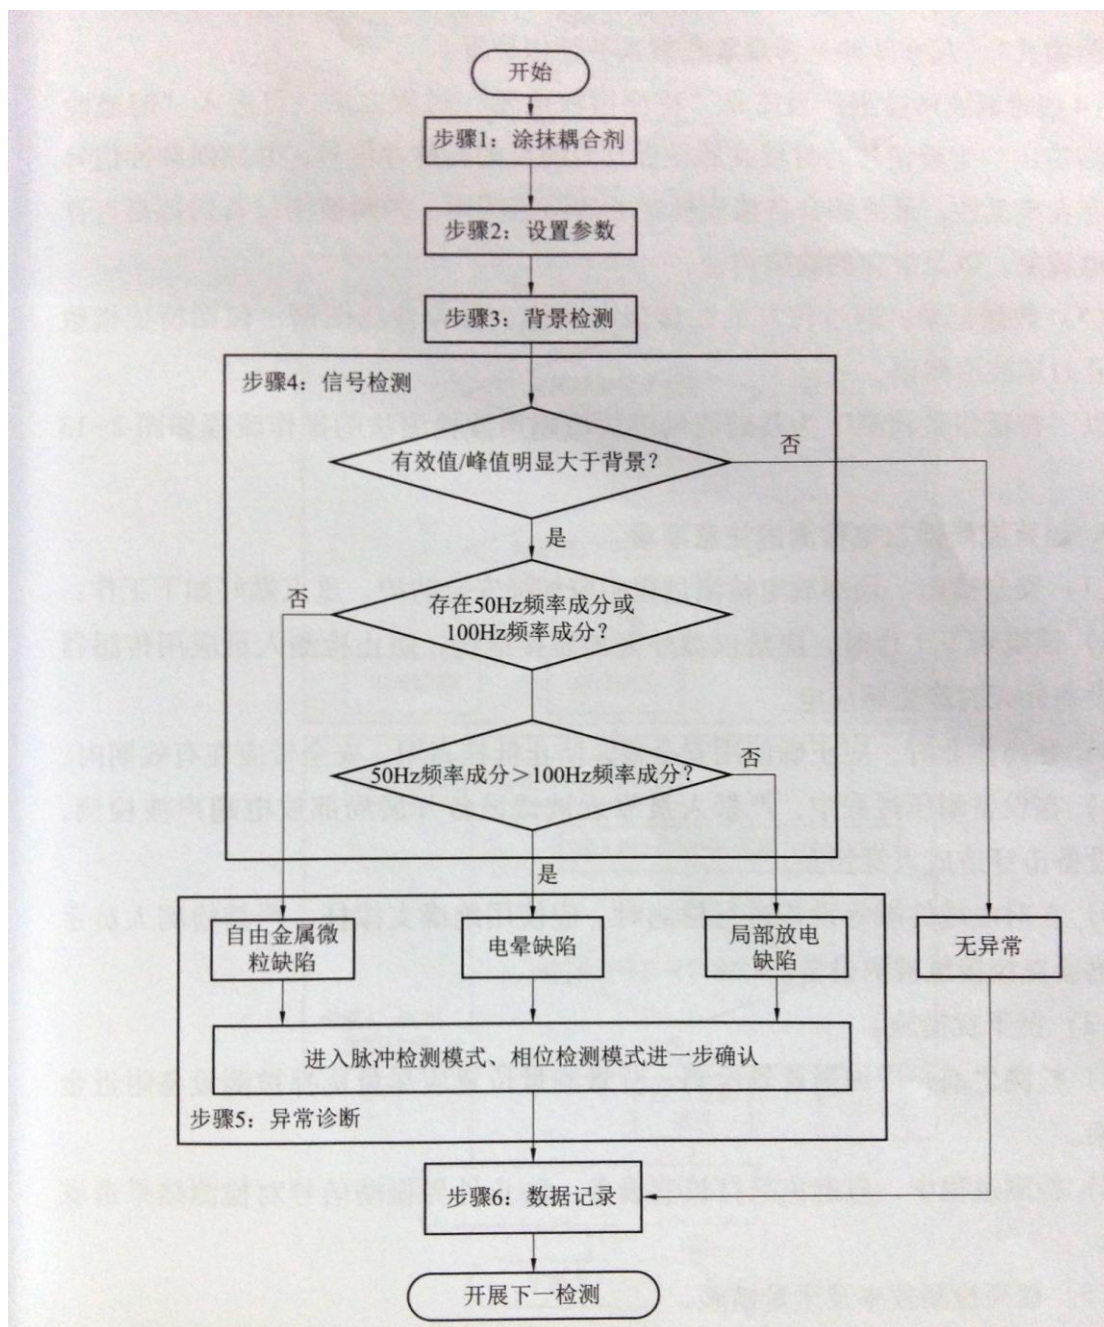 开始
步骤1：涂抹耦合剂
步骤2：设置参数
步骤3：背景检测
步骤4：信号检测
有效值/峰值明显大于背景？
否
是
存在50Hz频率成分或
100Hz频率成分？
否
50Hz频率成分＞100Hz频率成分？
否
是
自由金属微
粒缺陷
电晕缺陷
局部放电
缺陷
无异常
进入脉冲检测模式、相位检测模式进一步确认
步骤5：异常诊断
步骤6：数据记录
开展下一检测